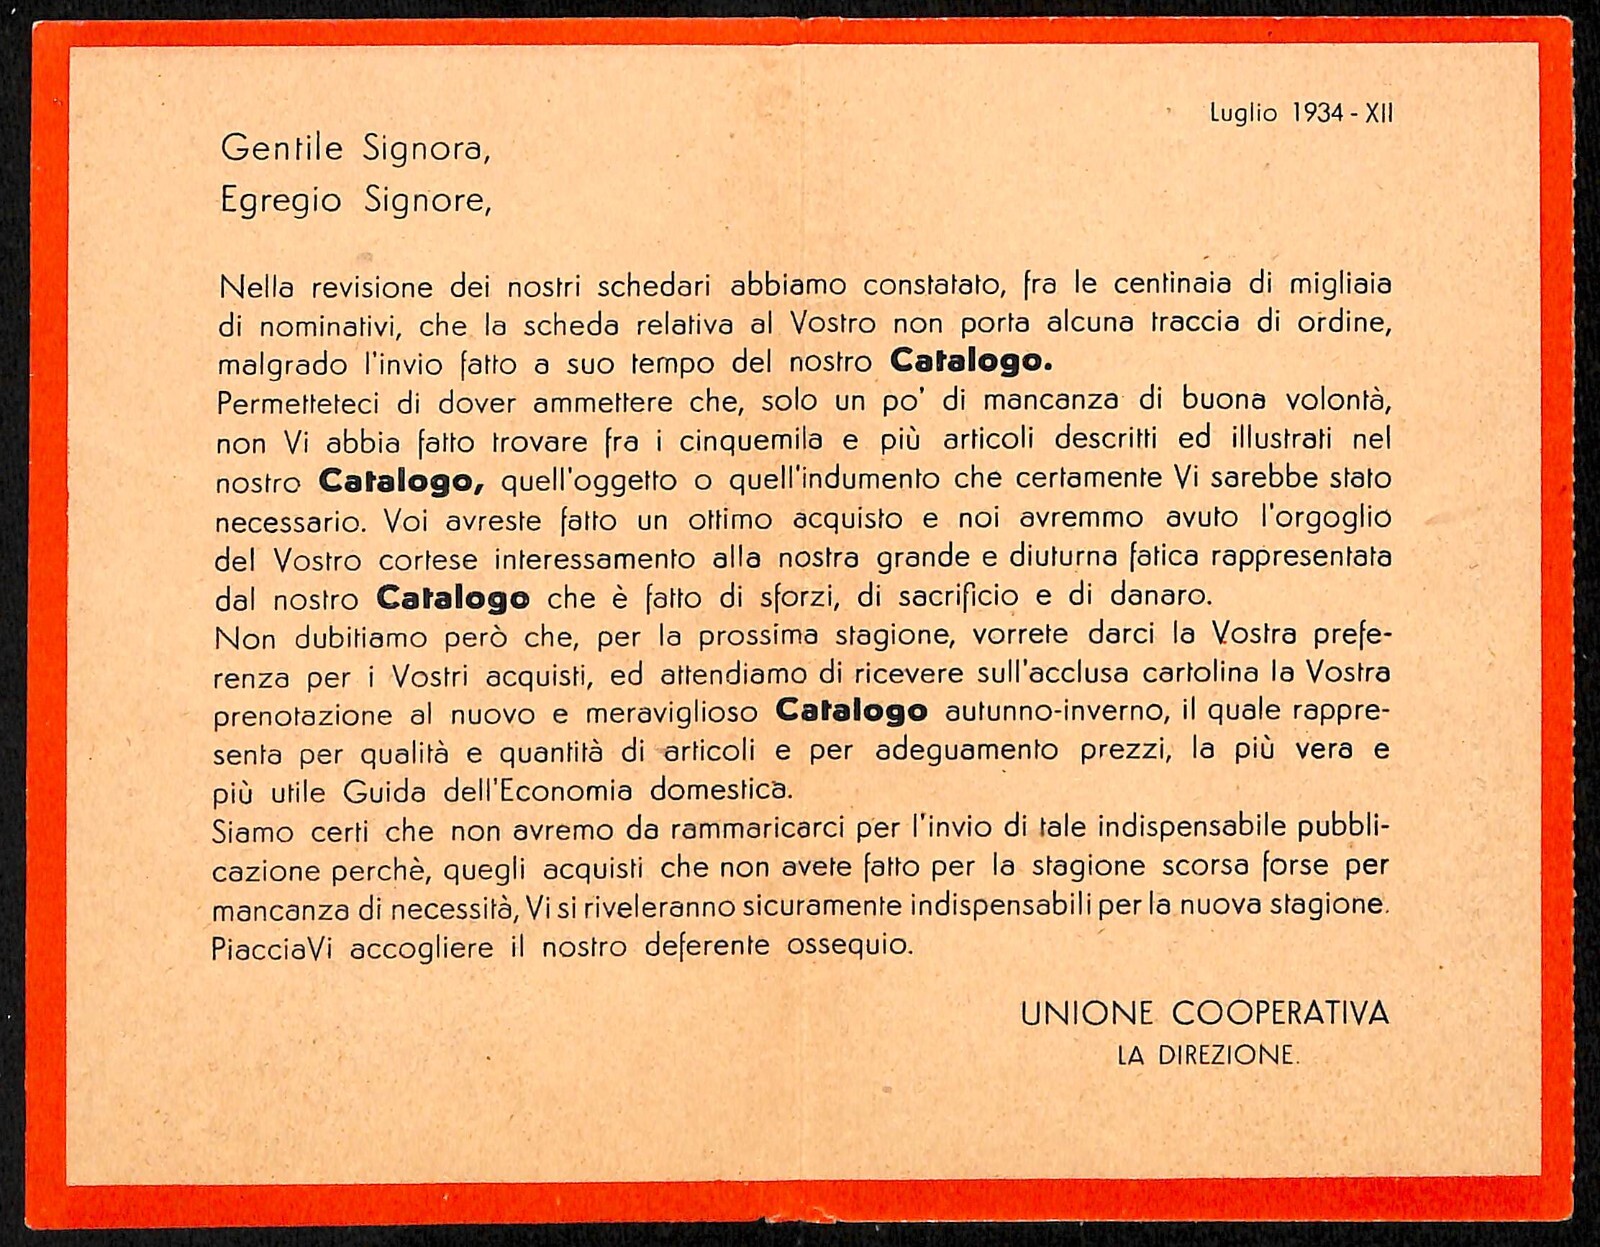 Luglio 1934 - XII
Gentile Signora,
Egregio Signore,
Nella revisione dei nostri schedari abbiamo constatato, fra le centinaia di migliaia
di nominativi, che la scheda relativa al Vostro non porta alcuna traccia di ordine,
malgrado l'invio fatto a suo tempo del nostro Catalogo.
Permetteteci di dover ammettere che, solo un po' di mancanza di buona volontà,
non Vi abbia fatto trovare fra i cinquemila e più articoli descritti ed illustrati nel
nostro Catalogo, quell'oggetto o quell'indumento che certamente Vi sarebbe stato
necessario. Voi avreste fatto un ottimo acquisto e noi avremmo avuto l'orgoglio
del Vostro cortese interessamento alla nostra grande e diuturna fatica rappresentata
dal nostro Catalogo che è fatto di sforzi, di sacrificio e di danaro.
Non dubitiamo però che, per la prossima stagione, vorrete darci la Vostra prefe-
renza per i Vostri acquisti, ed attendiamo di ricevere sull'acclusa cartolina la Vostra
prenotazione al nuovo e meraviglioso Catalogo autunno-inverno, il quale rappre-
senta per qualità e quantità di articoli e per adeguamento prezzi, la più vera e
più utile Guida dell'Economia domestica.
Siamo certi che non avremo da rammaricarci per l'invio di tale indispensabile pubbli-
cazione perchè, quegli acquisti che non avete fatto per la stagione scorsa forse per
mancanza di necessità, Vi si riveleranno sicuramente indispensabili per la nuova stagione.
PiacciaVi accogliere il nostro deferente ossequio.
UNIONE COOPERATIVA
LA DIREZIONE.